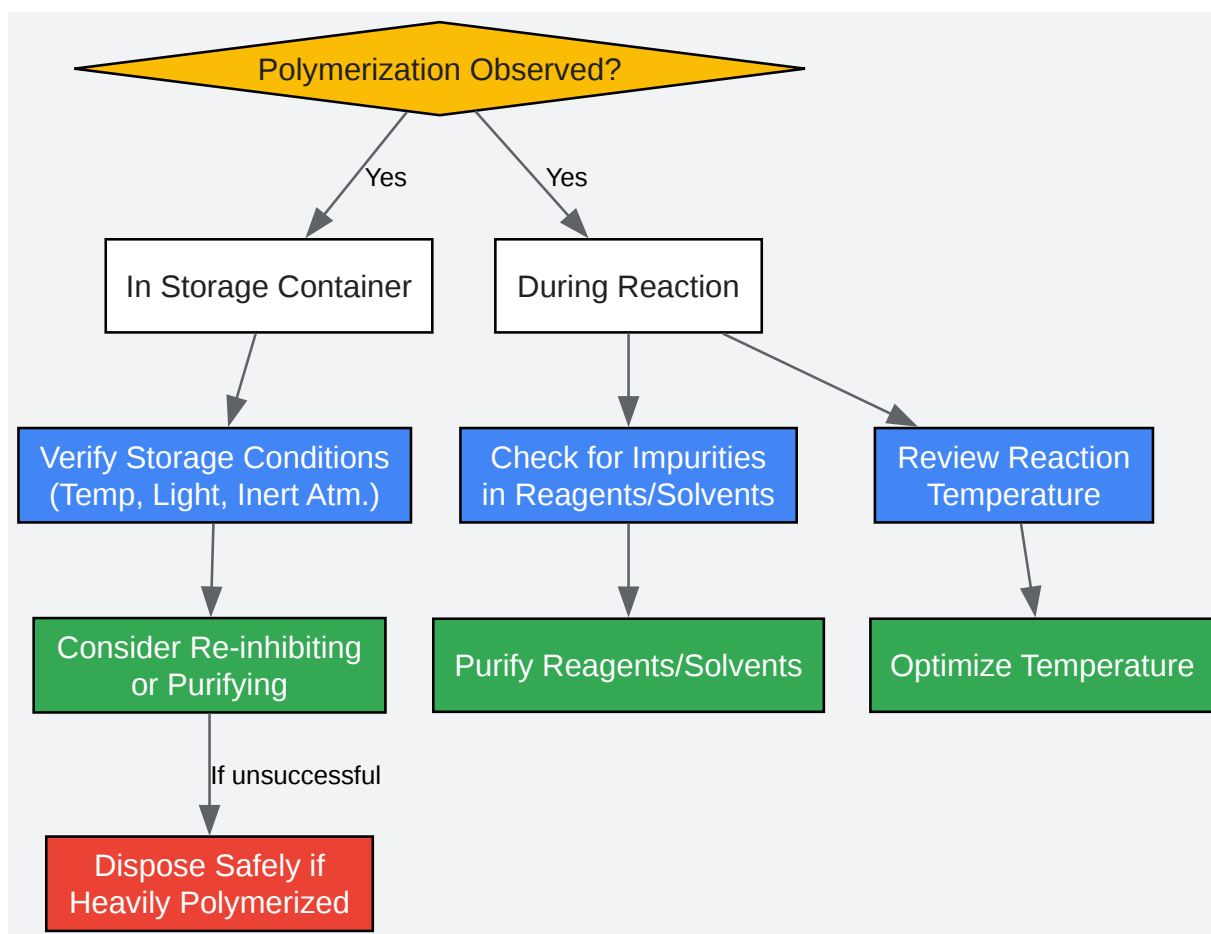 Polymerization Observed?
Yes
Yes
In Storage Container
During Reaction
Verify Storage Conditions
(Temp, Light, Inert Atm.)
Check for Impurities
in Reagents/Solvents
Review Reaction
Temperature
Consider Re-inhibiting
or Purifying
Purify Reagents/Solvents
Optimize Temperature
If unsuccessful
Dispose Safely if
Heavily Polymerized